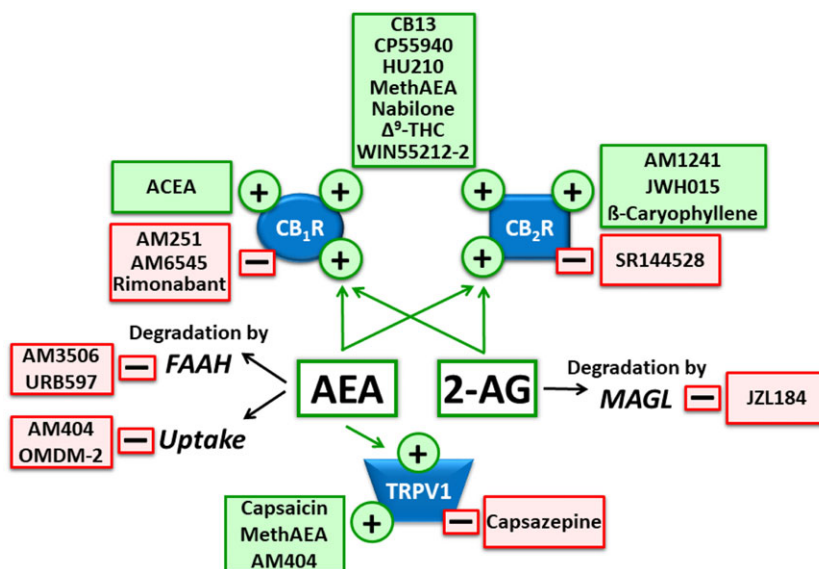 CB13
CP55940
HU210
MethAEA
Nabilone
Δ⁹-THC
WIN55212-2
ACEA
+
+
+
+
AM1241
JWH015
ß-Caryophyllene
CB₁R
CB₂R
AM251
AM6545
Rimonabant
−
+
+
−
SR144528
Degradation by
FAAH
AM3506
URB597
−
AEA
2-AG
Degradation by
MAGL
−
JZL184
AM404
OMDM-2
−
Uptake
+
TRPV1
Capsaicin
MethAEA
AM404
+
−
Capsazepine